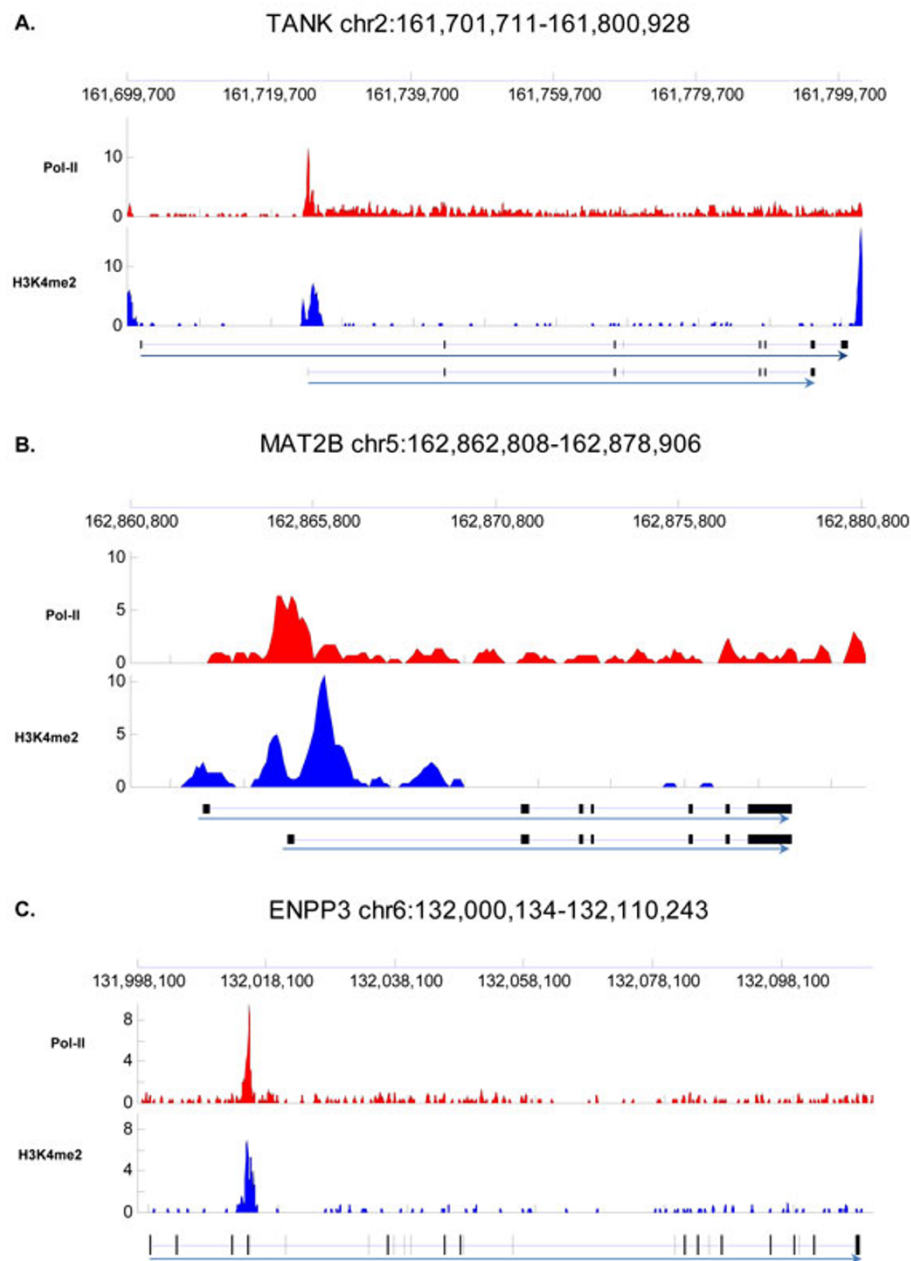 A.
TANK chr2:161,701,711-161,800,928
161,699,700 161,719,700 161,739,700 161,759,700 161,779,700 161,799,700
Pol-II
10
0
H3K4me2
10
0
B.
MAT2B chr5:162,862,808-162,878,906
162,860,800 162,865,800 162,870,800 162,875,800 162,880,800
Pol-II
10
5
0
H3K4me2
10
5
0
C.
ENPP3 chr6:132,000,134-132,110,243
131,998,100 132,018,100 132,038,100 132,058,100 132,078,100 132,098,100
Pol-II
8
4
0
H3K4me2
8
4
0